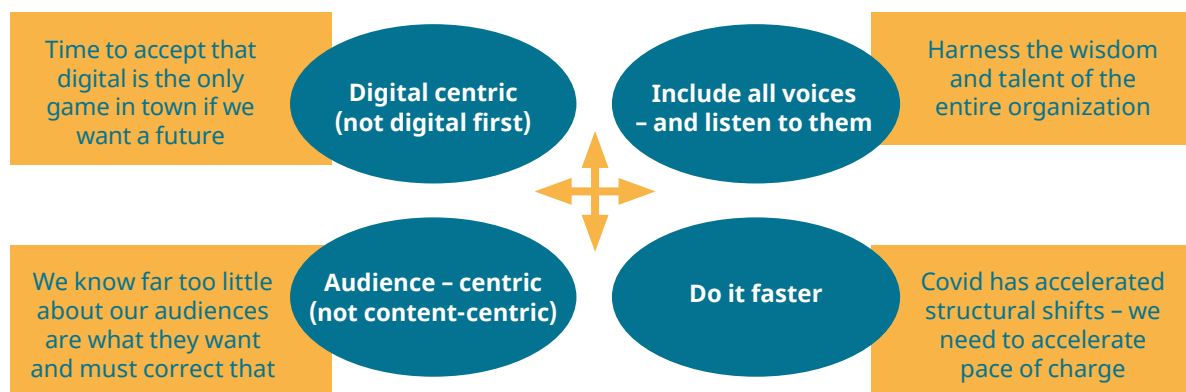 Time to accept that
digital is the only
game in town if we
want a future
Digital centric
(not digital first)
Include all voices
– and listen to them
Harness the wisdom
and talent of the
entire organization
We know far too little
about our audiences
are what they want
and must correct that
Audience – centric
(not content-centric)
Do it faster
Covid has accelerated
structural shifts – we
need to accelerate
pace of charge